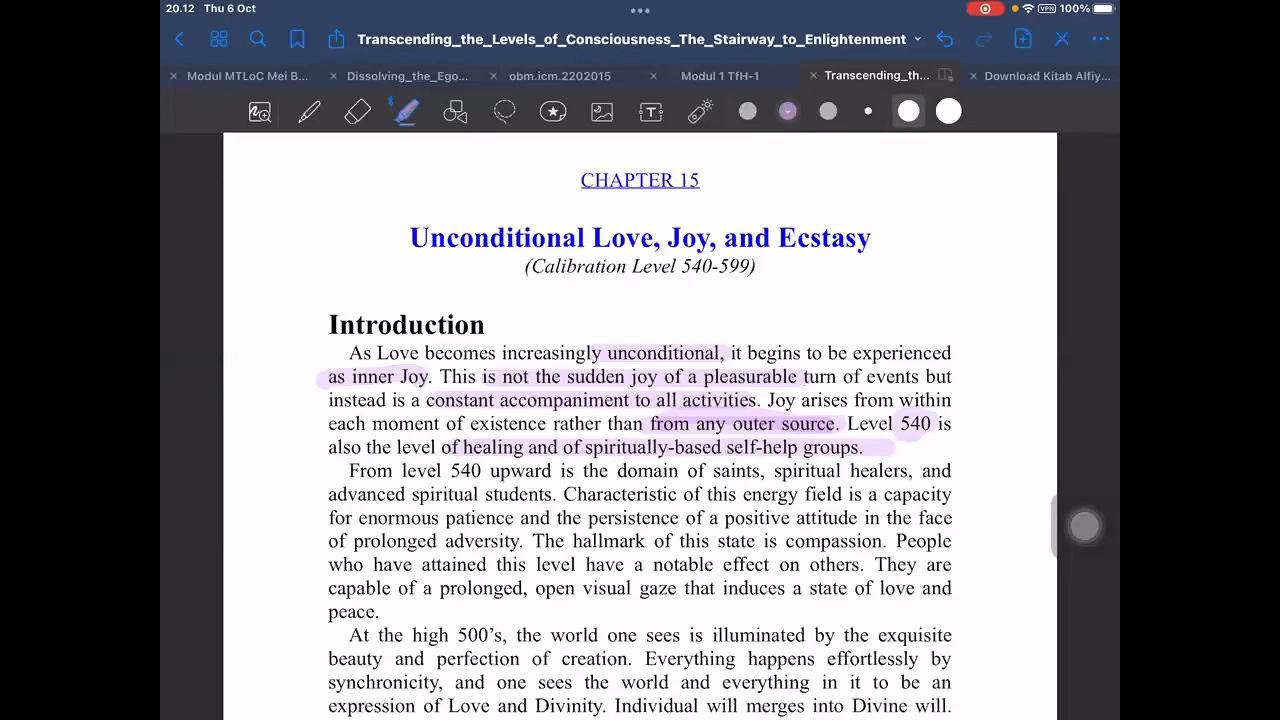 20.12 Thu 6 Oct
VPN 100%
Transcending_the_Levels_of_Consciousness_The_Stairway_to_Enlightenment
Modul MTLoC Mei B...
Dissolving_the_Ego...
obm.icm.2202015
Modul 1 TfH-1
Transcending_th...
Download Kitab Alfiy...
CHAPTER 15
Unconditional Love, Joy, and Ecstasy
(Calibration Level 540-599)
Introduction
As Love becomes increasingly unconditional, it begins to be experienced
as inner Joy. This is not the sudden joy of a pleasurable turn of events but
instead is a constant accompaniment to all activities. Joy arises from within
each moment of existence rather than from any outer source. Level 540 is
also the level of healing and of spiritually-based self-help groups.
From level 540 upward is the domain of saints, spiritual healers, and
advanced spiritual students. Characteristic of this energy field is a capacity
for enormous patience and the persistence of a positive attitude in the face
of prolonged adversity. The hallmark of this state is compassion. People
who have attained this level have a notable effect on others. They are
capable of a prolonged, open visual gaze that induces a state of love and
peace.
At the high 500’s, the world one sees is illuminated by the exquisite
beauty and perfection of creation. Everything happens effortlessly by
synchronicity, and one sees the world and everything in it to be an
expression of Love and Divinity. Individual will merges into Divine will.